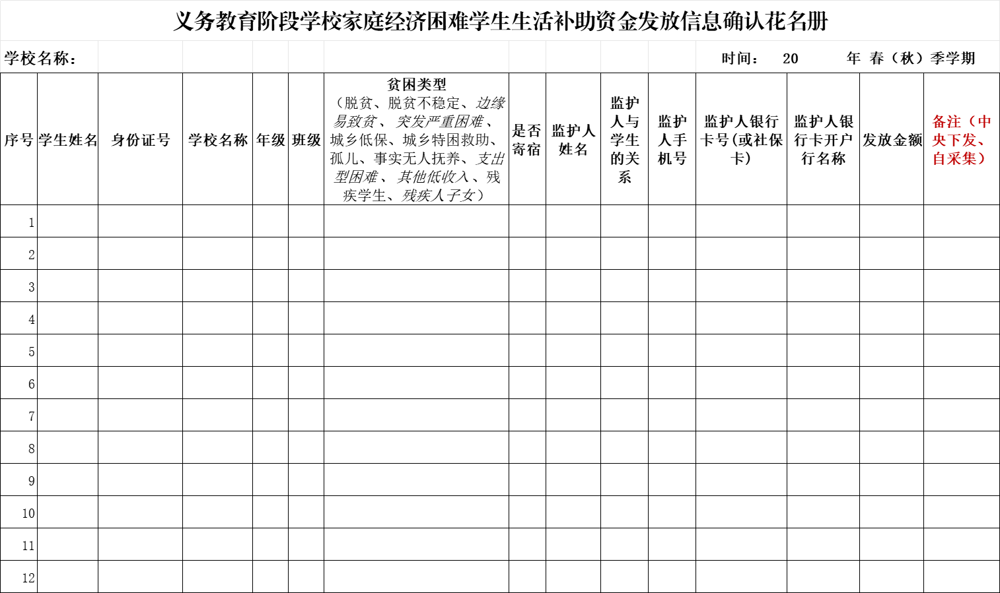 义务教育阶段学校家庭经济困难学生生活补助资金发放信息确认花名册
学校名称： 时间： 20 年 春（秋）季学期
序号
学生姓名
身份证号
学校名称
年级
班级
贫困类型
（脱贫、脱贫不稳定、边缘
易致贫、突发严重困难、
城乡低保、城乡特困救助、
孤儿、事实无人抚养、支出
型困难、其他低收入、残
疾学生、残疾人子女）
是否
寄宿
监护人
姓名
监护
人与
学生
的关
系
监护
人手
机号
监护人银行
卡号(或社保
卡)
监护人银
行卡开户
行名称
发放金额
备注（中
央下发、
自采集）
1
2
3
4
5
6
7
8
9
10
11
12